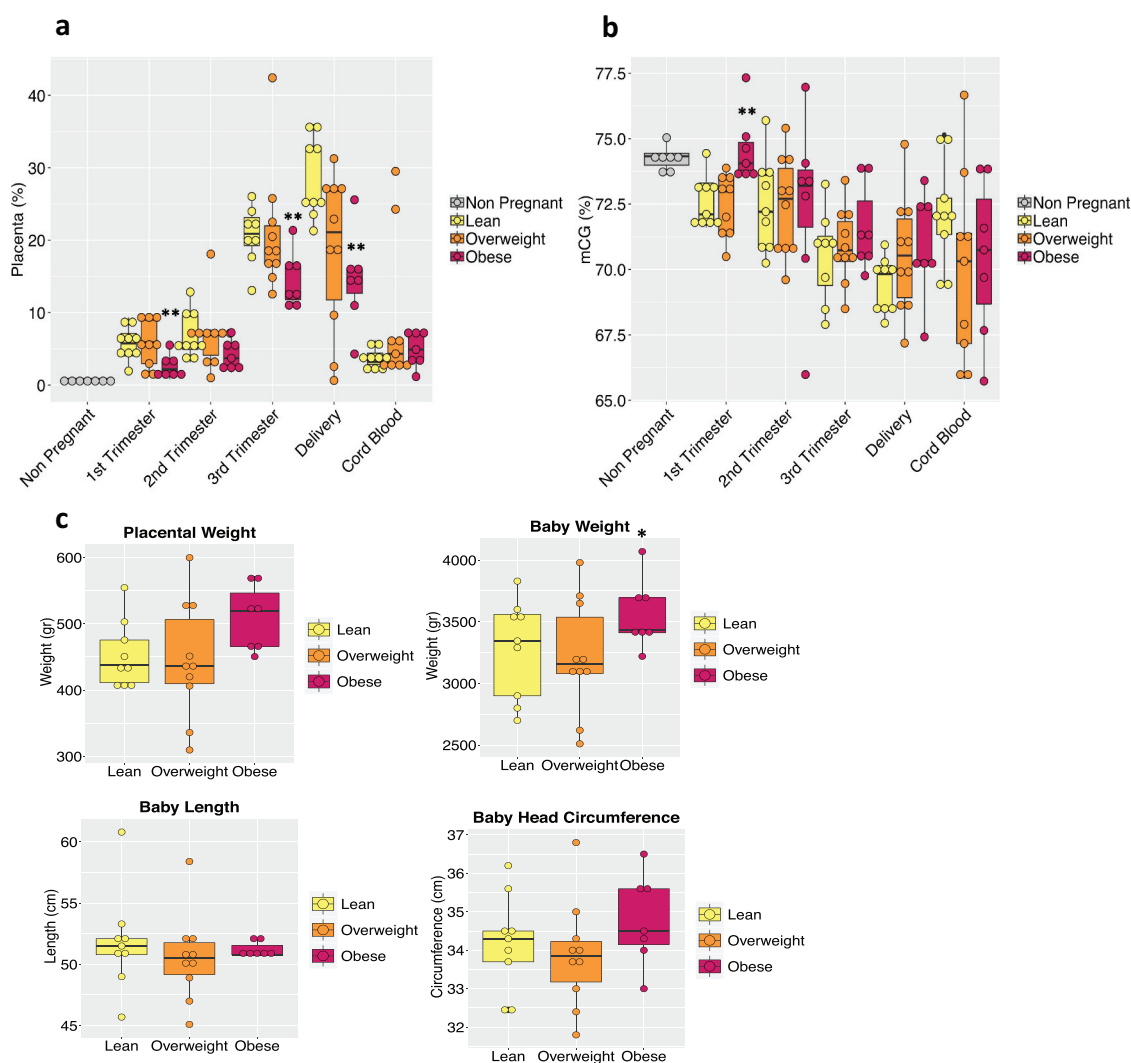 a
Placenta (%)
40
30
20
10
0
**
**
**
Non Pregnant
1st Trimester
2nd Trimester
3rd Trimester
Delivery
Cord Blood
Non Pregnant
Lean
Overweight
Obese
b
mCG (%)
77.5
75.0
72.5
70.0
67.5
65.0
**
Non Pregnant
1st Trimester
2nd Trimester
3rd Trimester
Delivery
Cord Blood
Non Pregnant
Lean
Overweight
Obese
c
Placental Weight
Weight (gr)
600
500
400
300
Lean Overweight Obese
Lean
Overweight
Obese
Baby Weight
*
Weight (gr)
4000
3500
3000
2500
Lean Overweight Obese
Lean
Overweight
Obese
Baby Length
Length (cm)
60
55
50
45
Lean Overweight Obese
Lean
Overweight
Obese
Baby Head Circumference
Circumference (cm)
37
36
35
34
33
32
Lean Overweight Obese
Lean
Overweight
Obese